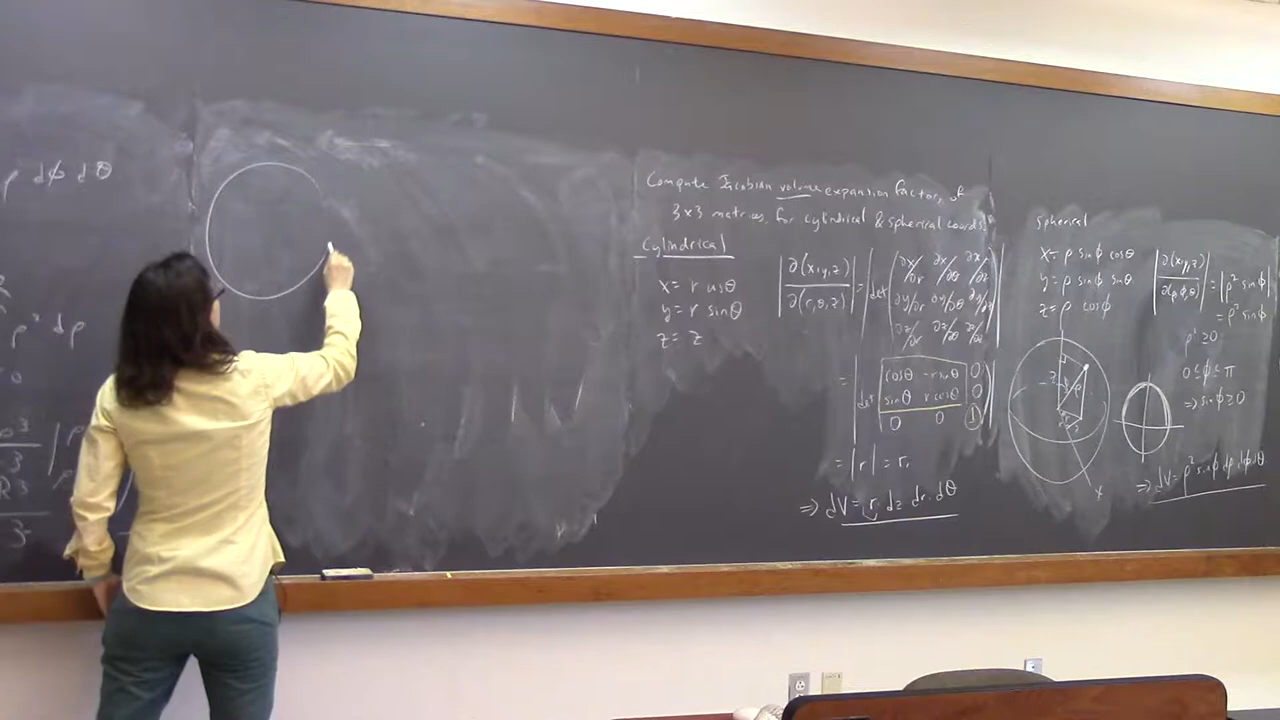 ρ dφ dθ
ρ² dρ
Compute Jacobian volume expansion factors, of
3x3 matrices, for cylindrical & spherical coords.
Cylindrical
x = r cosθ
y = r sinθ
z = z
|∂(x,y,z)/∂(r,θ,z)| = |det (∂x/∂r ∂x/∂θ ∂x/∂z
∂y/∂r ∂y/∂θ ∂y/∂z
∂z/∂r ∂z/∂θ ∂z/∂z)|
= |det (cosθ -r sinθ 0
sinθ r cosθ 0
0 0 1)|
= |r| = r.
⇒ dV = r dz dr dθ
Spherical
x = ρ sinφ cosθ
y = ρ sinφ sinθ
z = ρ cosφ
|∂(x,y,z)/∂(ρ,φ,θ)| = |ρ² sinφ|
= ρ² sinφ
ρ² ≥ 0
0 ≤ φ ≤ π
⇒ sinφ ≥ 0
x
⇒ dV = ρ² sinφ dρ dφ dθ